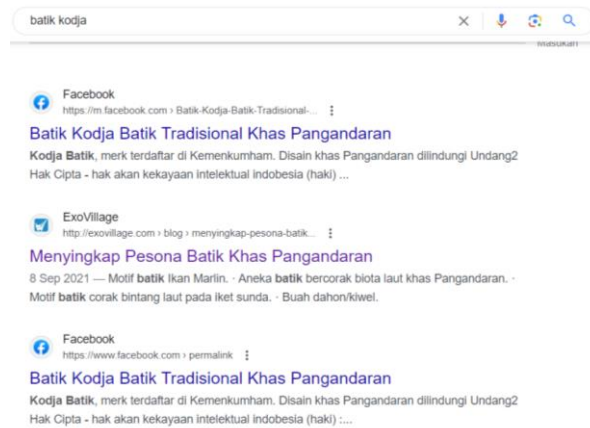 batik kodja
Masukan
Facebook
https://m.facebook.com › Batik-Kodja-Batik-Tradisional-...
Batik Kodja Batik Tradisional Khas Pangandaran
Kodja Batik, merk terdaftar di Kemenkumham. Disain khas Pangandaran dilindungi Undang2
Hak Cipta - hak akan kekayaan intelektual indobesia (haki) ...
ExoVillage
http://exovillage.com › blog › menyingkap-pesona-batik...
Menyingkap Pesona Batik Khas Pangandaran
8 Sep 2021 — Motif batik Ikan Marlin. · Aneka batik bercorak biota laut khas Pangandaran. ·
Motif batik corak bintang laut pada iket sunda. · Buah dahon/kiwel.
Facebook
https://www.facebook.com › permalink
Batik Kodja Batik Tradisional Khas Pangandaran
Kodja Batik, merk terdaftar di Kemenkumham. Disain khas Pangandaran dilindungi Undang2
Hak Cipta - hak akan kekayaan intelektual indobesia (haki) :...